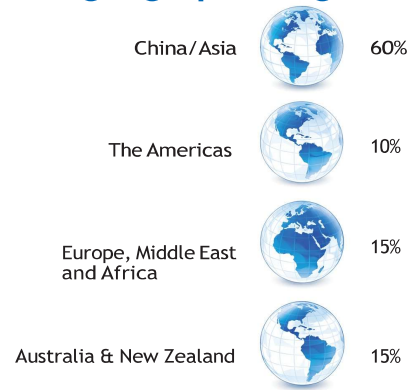 China/Asia 60%
The Americas 10%
Europe, Middle East 15%
and Africa
Australia & New Zealand 15%